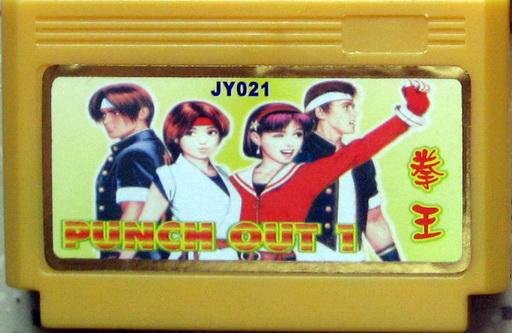 JY021
拳
王
PUNCH OUT 1